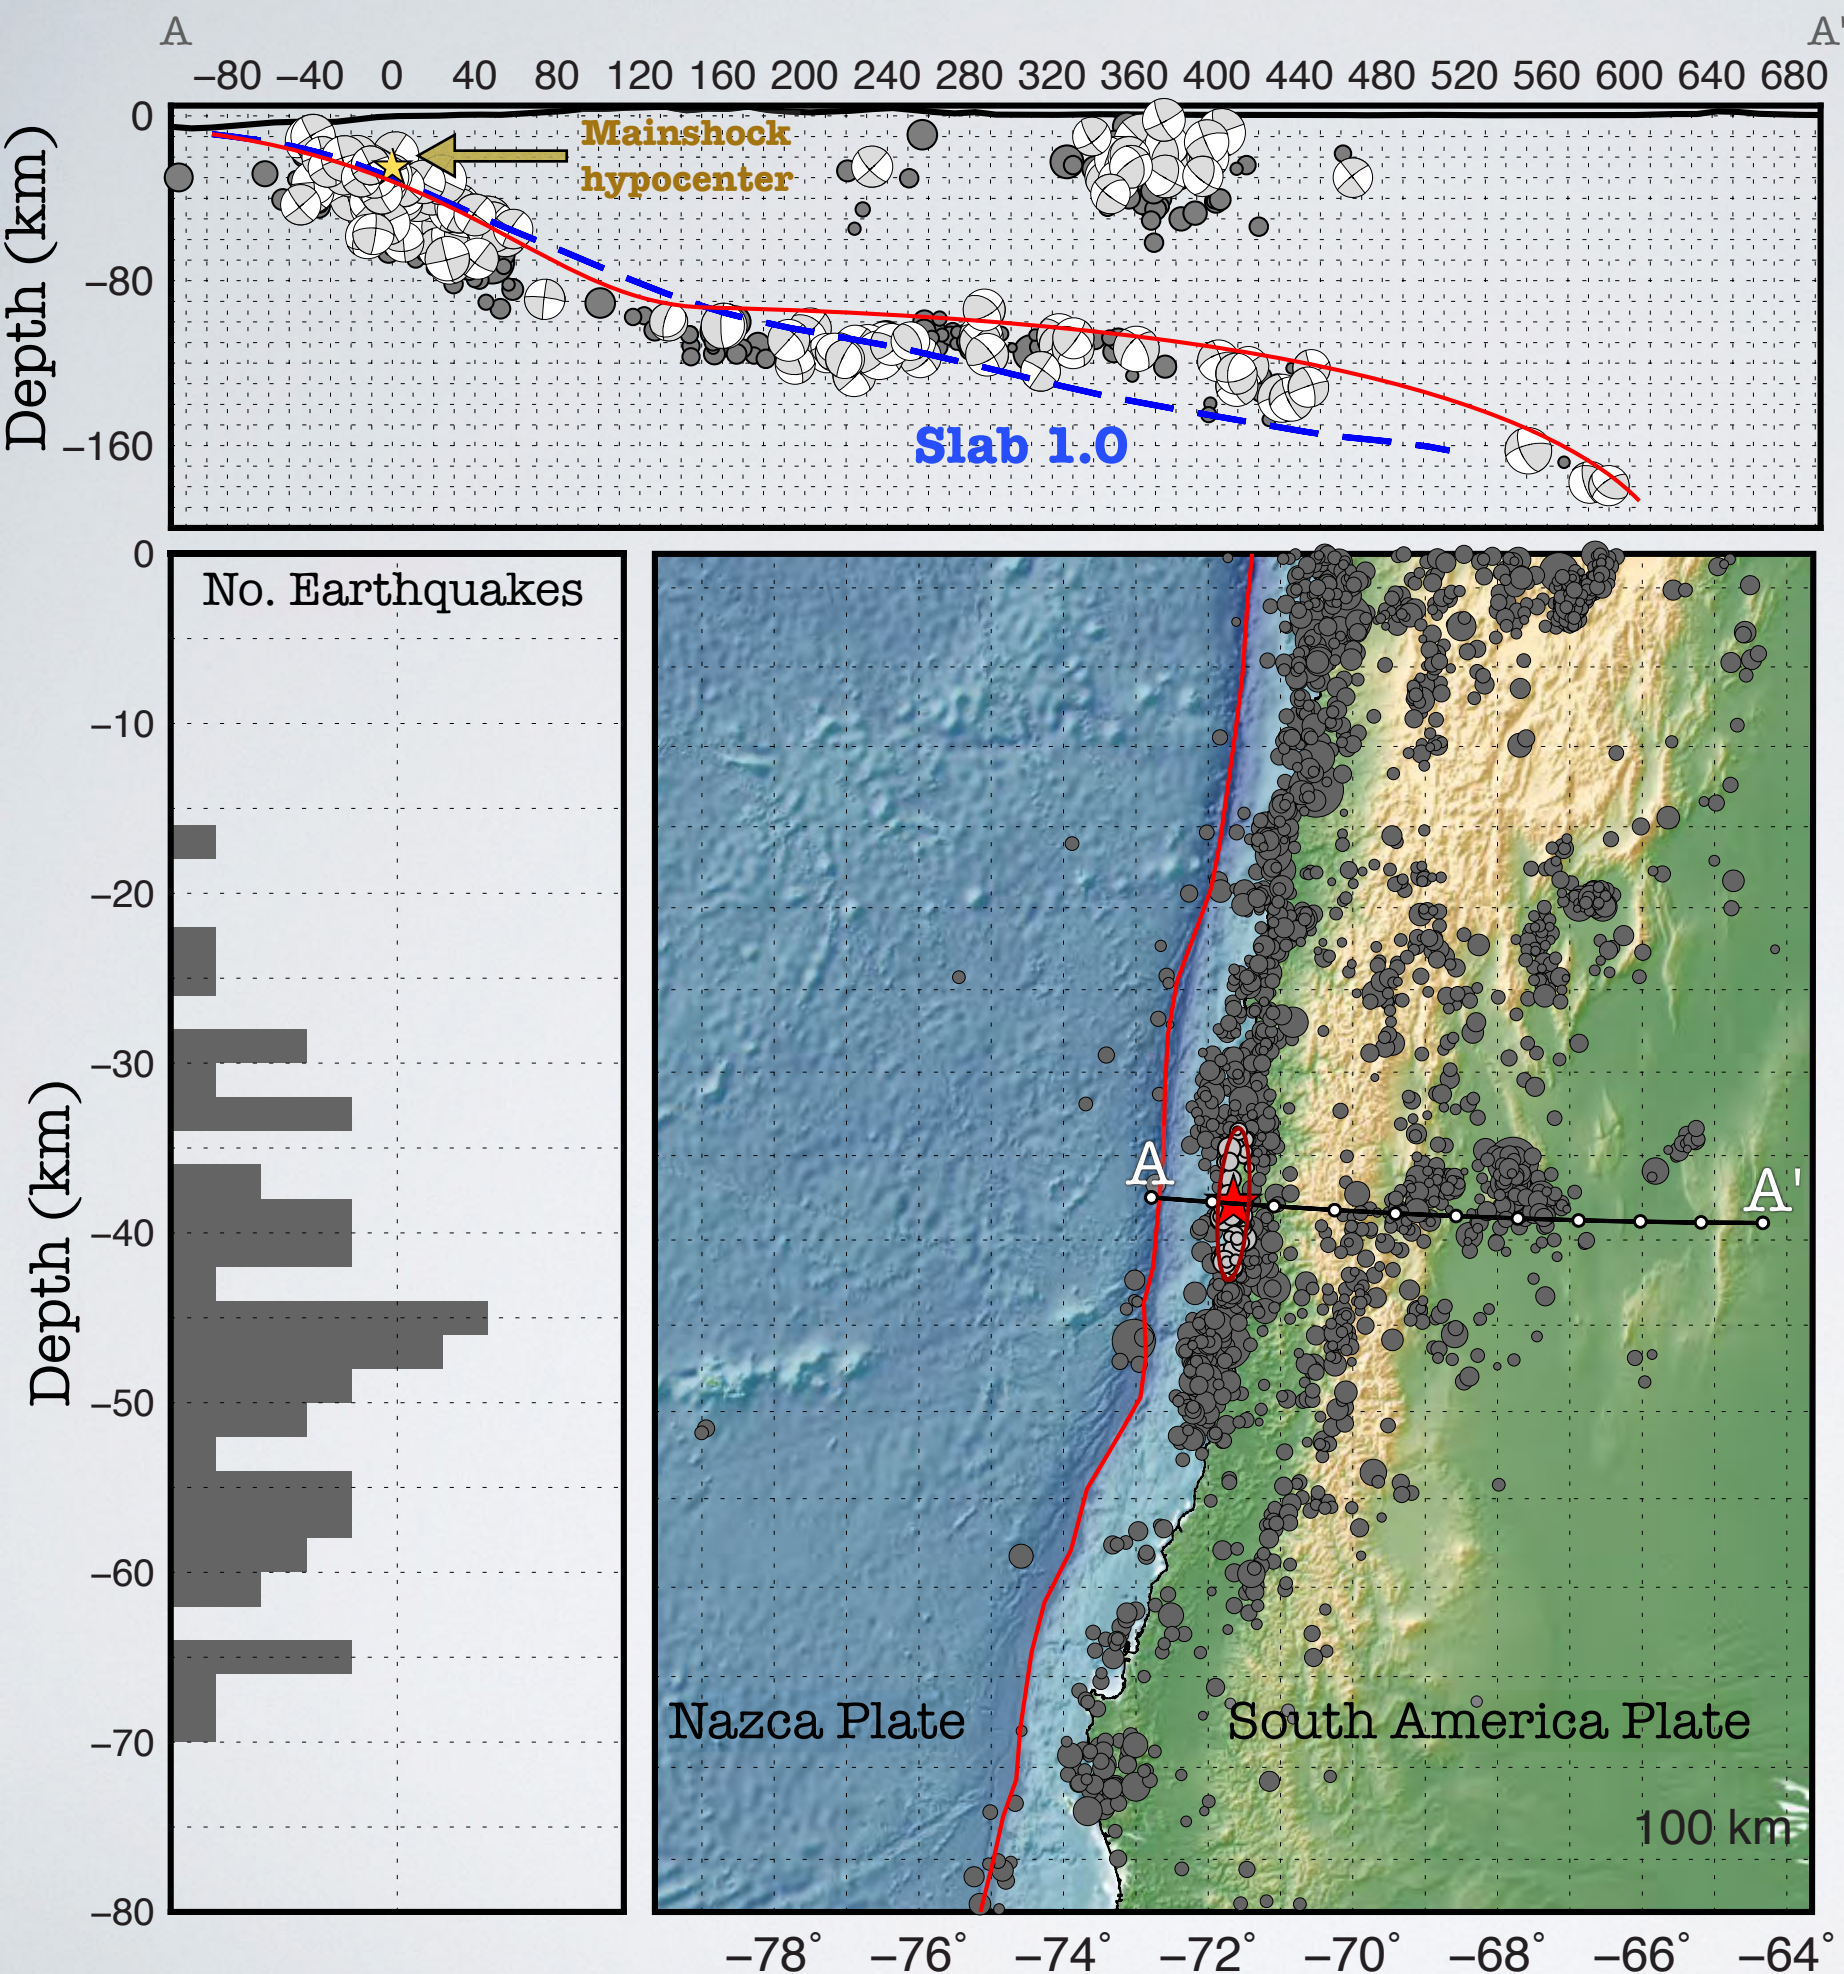 A A'
−80 −40 0 40 80 120 160 200 240 280 320 360 400 440 480 520 560 600 640 680
Depth (km)
0
−80
−160
Mainshock
hypocenter
Slab 1.0
No. Earthquakes
Depth (km)
0
−10
−20
−30
−40
−50
−60
−70
−80
A
A'
Nazca Plate
South America Plate
100 km
−78° −76° −74° −72° −70° −68° −66° −64°